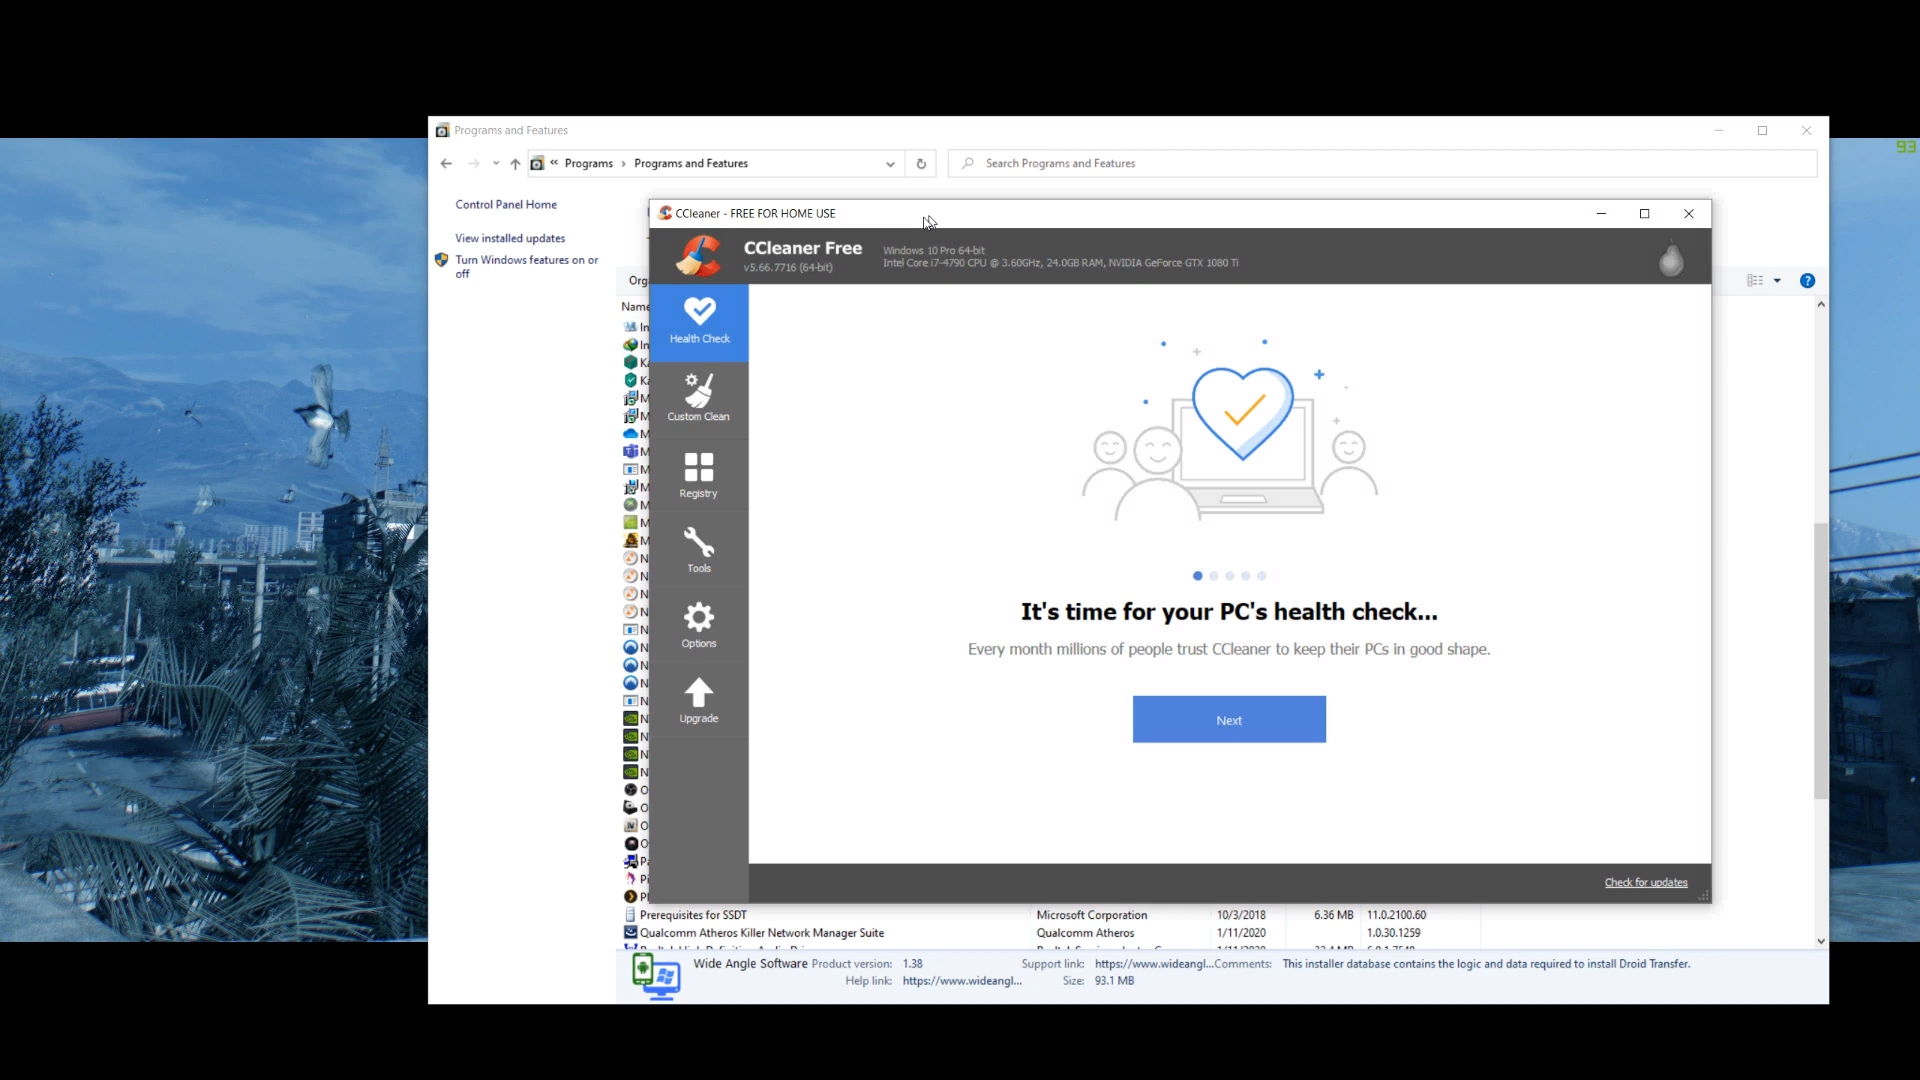 Programs and Features
93
« Programs › Programs and Features
Search Programs and Features
Control Panel Home
View installed updates
Turn Windows features on or
off
CCleaner - FREE FOR HOME USE
CCleaner Free
v5.66.7716 (64-bit)
Windows 10 Pro 64-bit
Intel Core i7-4790 CPU @ 3.60GHz, 24.0GB RAM, NVIDIA GeForce GTX 1080 Ti
Name
Health Check
Custom Clean
Registry
Tools
Options
Upgrade
It's time for your PC's health check...
Every month millions of people trust CCleaner to keep their PCs in good shape.
Next
Check for updates
Prerequisites for SSDT Microsoft Corporation 10/3/2018 6.36 MB 11.0.2100.60
Qualcomm Atheros Killer Network Manager Suite Qualcomm Atheros 1/11/2020 1.0.30.1259
Wide Angle Software Product version: 1.38 Support link: https://www.wideangl... Comments: This installer database contains the logic and data required to install Droid Transfer.
Help link: https://www.wideangl... Size: 93.1 MB